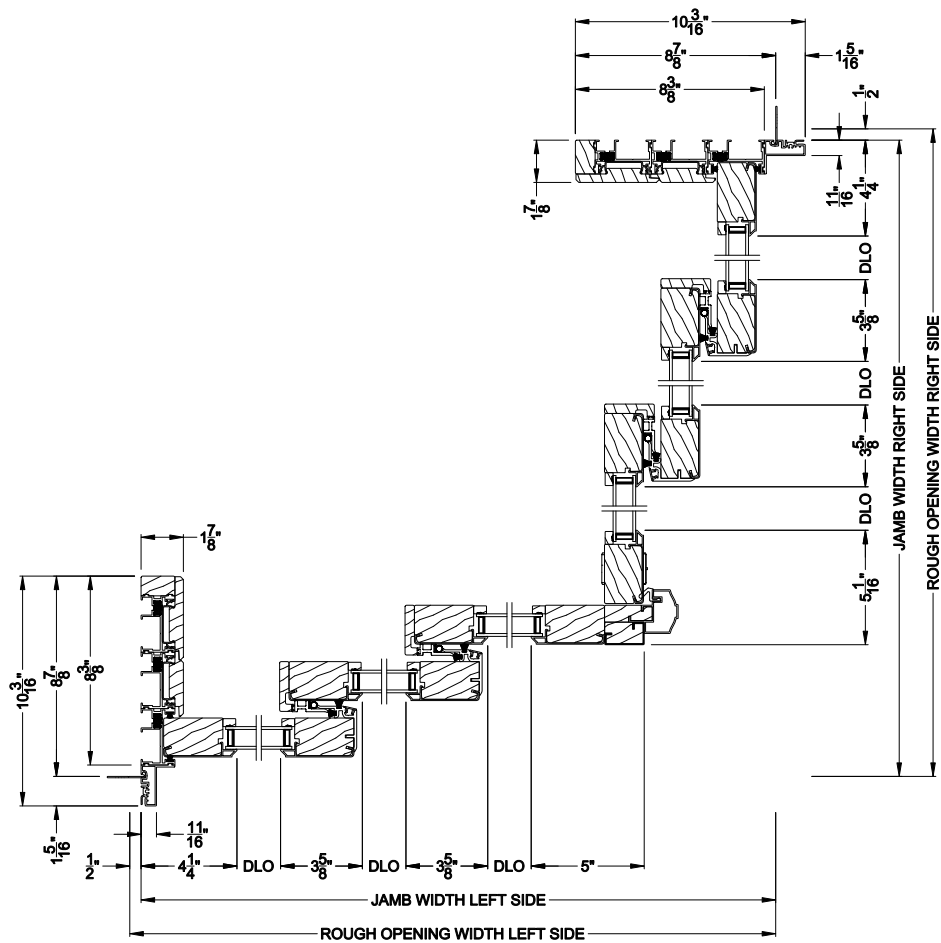 10 3/16"
8 7/8"
1 5/16"
8 3/8"
1/2"
7/8"
11/16"
4 1/4"
DLO
3 5/8"
DLO
3 5/8"
DLO
5 1/16"
JAMB WIDTH RIGHT SIDE
ROUGH OPENING WIDTH RIGHT SIDE
1 7/8"
10 3/16"
8 7/8"
8 3/8"
1 5/16"
11/16"
1/2"
4 1/4"
DLO
3 5/8"
DLO
3 5/8"
DLO
5"
JAMB WIDTH LEFT SIDE
ROUGH OPENING WIDTH LEFT SIDE